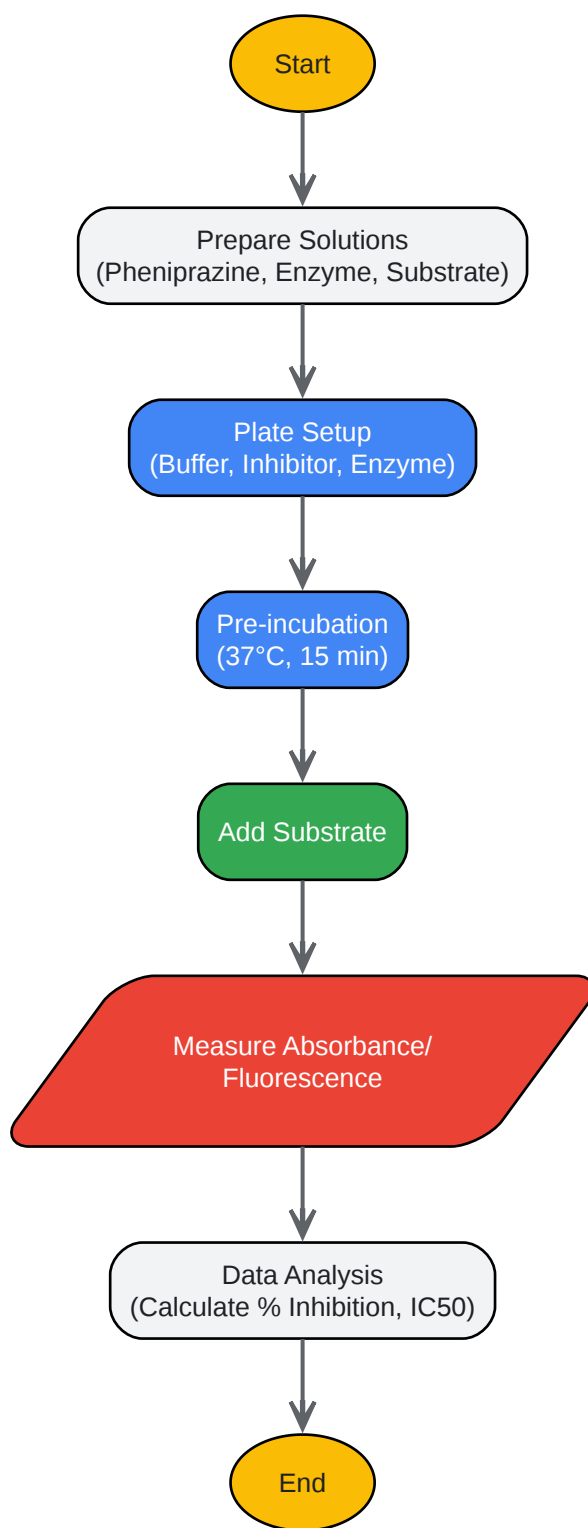 Start
Prepare Solutions
(Pheniprazine, Enzyme, Substrate)
Plate Setup
(Buffer, Inhibitor, Enzyme)
Pre-incubation
(37°C, 15 min)
Add Substrate
Measure Absorbance/
Fluorescence
Data Analysis
(Calculate % Inhibition, IC50)
End